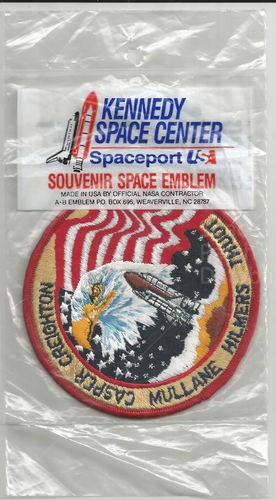 KENNEDY
SPACE CENTER
Spaceport USA
SOUVENIR SPACE EMBLEM
MADE IN USA BY OFFICIAL NASA CONTRACTOR
A-B EMBLEM P.O. BOX 695, WEAVERVILLE, NC 28787
CREIGHTON CASPER MULLANE HILMERS THUOT